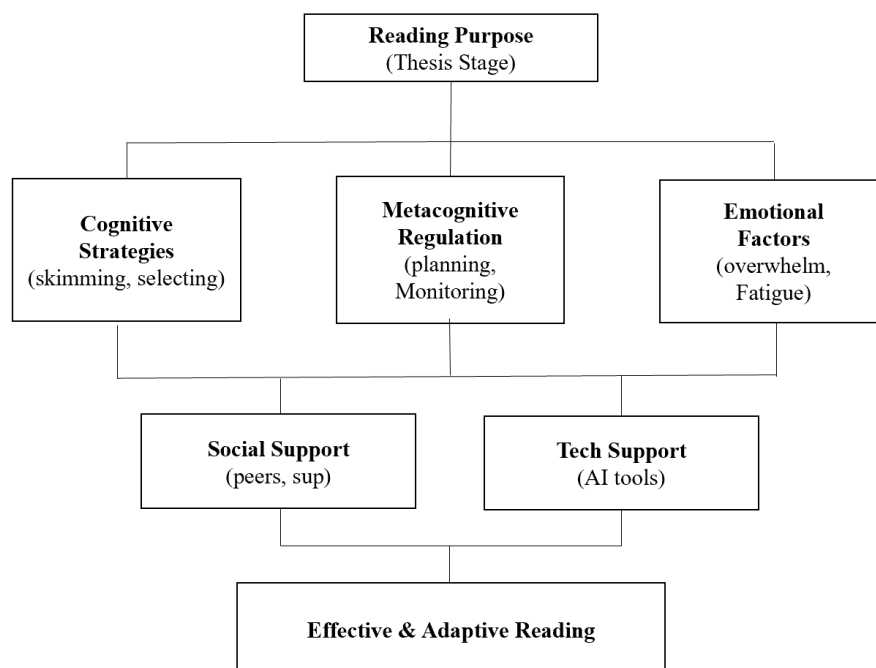 Reading Purpose
(Thesis Stage)
Cognitive
Strategies
(skimming, selecting)
Metacognitive
Regulation
(planning,
Monitoring)
Emotional
Factors
(overwhelm,
Fatigue)
Social Support
(peers, sup)
Tech Support
(AI tools)
Effective & Adaptive Reading